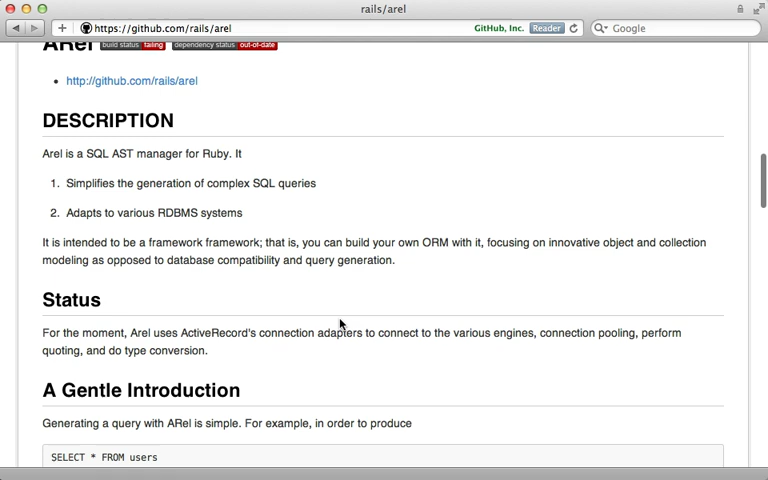 rails/arel
https://github.com/rails/arel GitHub, Inc. Reader Google
ARel build status failing dependency status out-of-date
http://github.com/rails/arel
DESCRIPTION
Arel is a SQL AST manager for Ruby. It
1. Simplifies the generation of complex SQL queries
2. Adapts to various RDBMS systems
It is intended to be a framework framework; that is, you can build your own ORM with it, focusing on innovative object and collection
modeling as opposed to database compatibility and query generation.
Status
For the moment, Arel uses ActiveRecord's connection adapters to connect to the various engines, connection pooling, perform
quoting, and do type conversion.
A Gentle Introduction
Generating a query with ARel is simple. For example, in order to produce
SELECT * FROM users